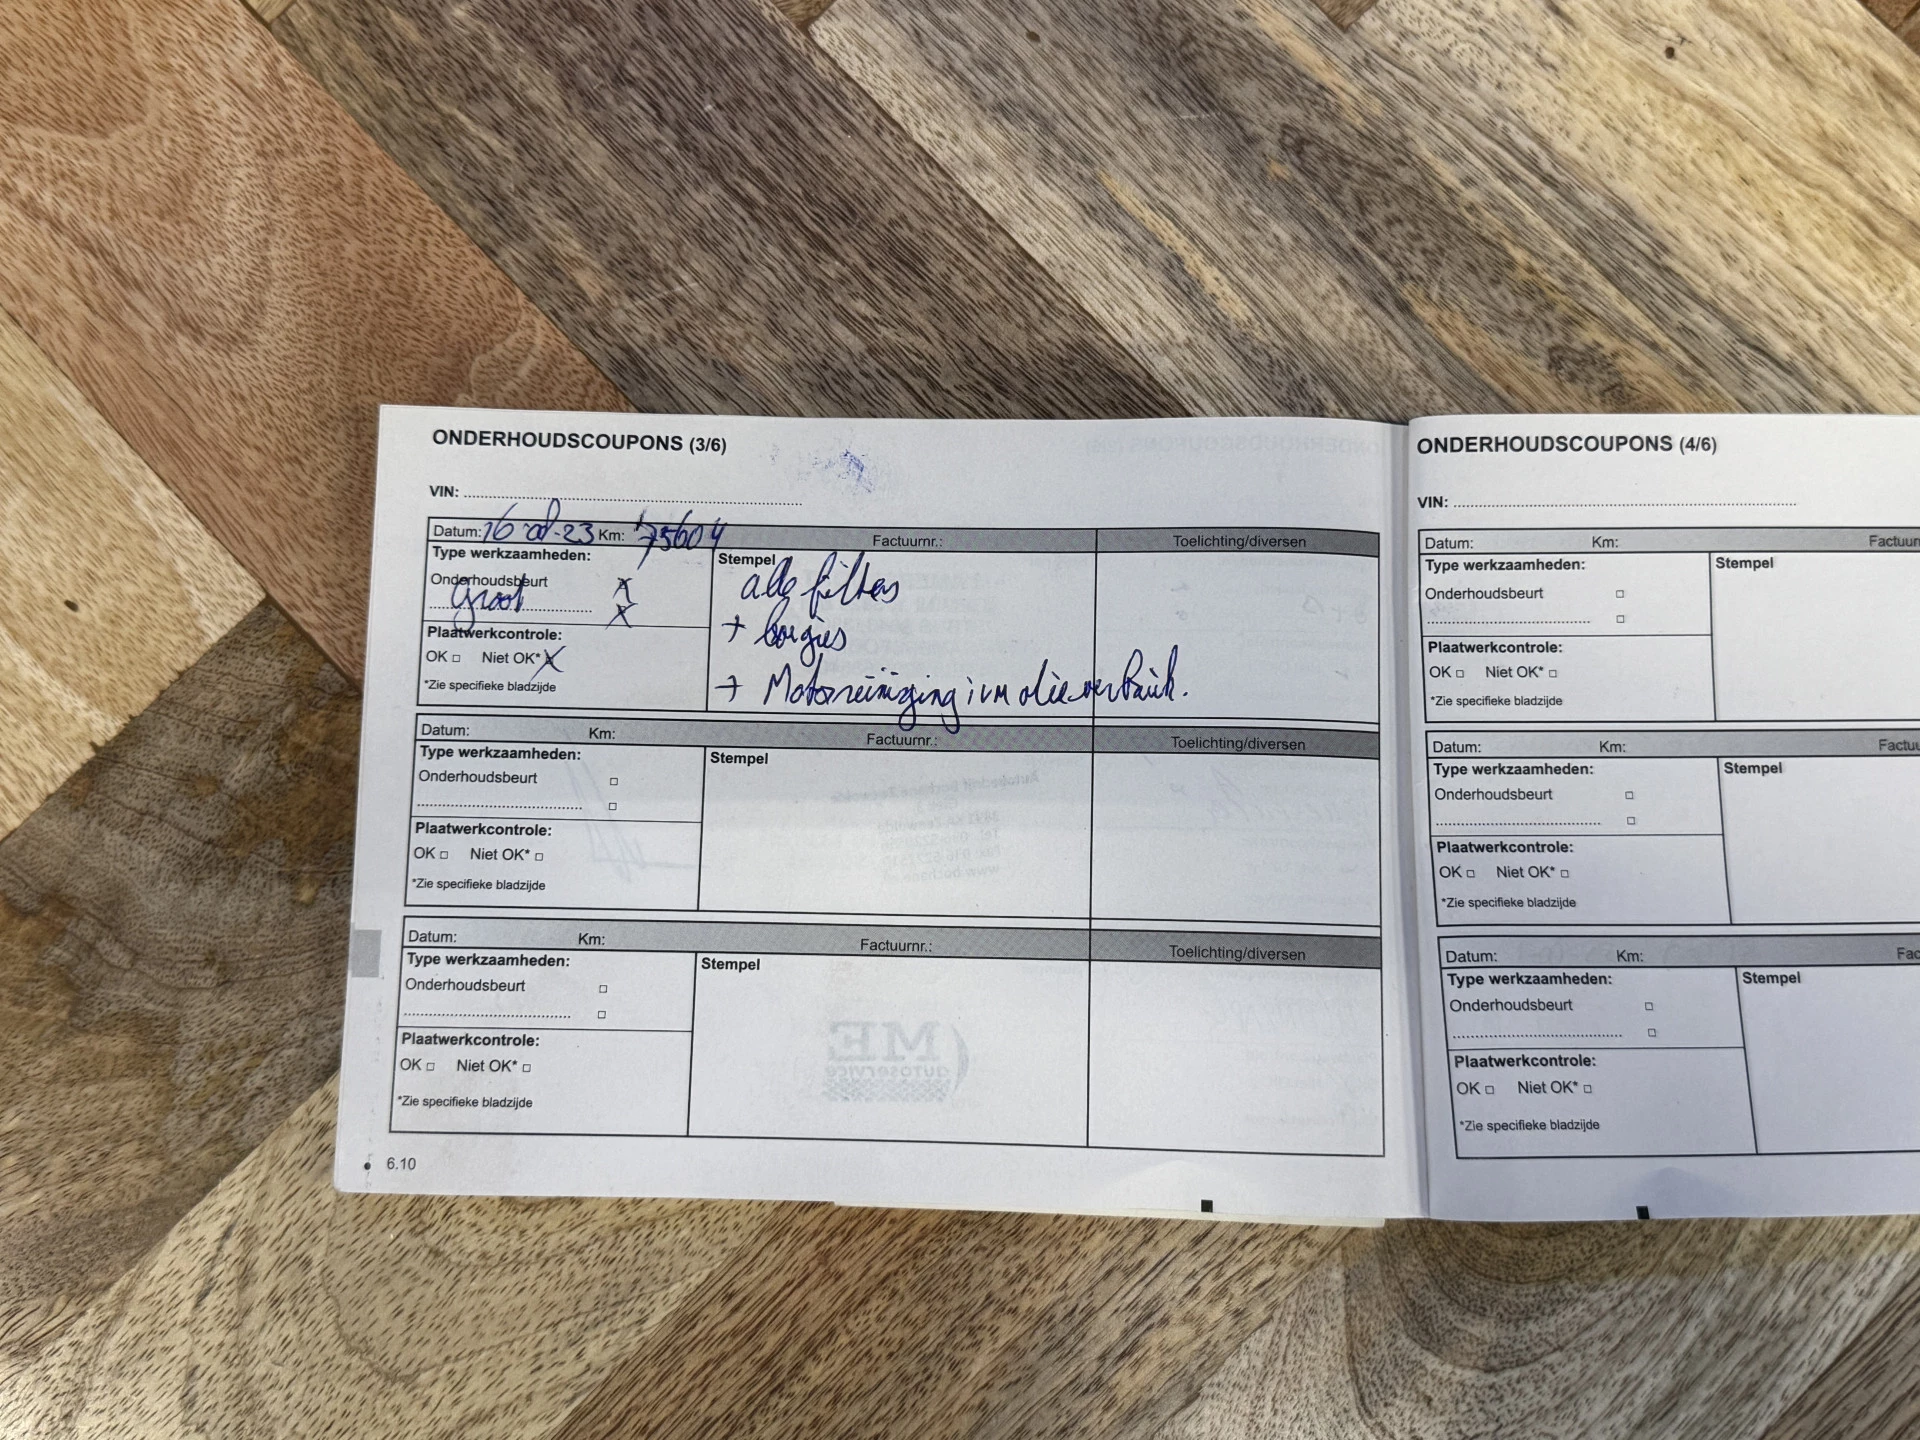 ONDERHOUDSCOUPONS (3/6)
VIN:
Datum: 16 -23 Km: 75604 Factuurnr.: Toelichting/diversen
Type werkzaamheden:
Stempel
Onderhoudsbeurt X
groot X
Plaatwerkcontrole:
OK □ Niet OK* X
*Zie specifieke bladzijde
alle filters
+ bougies
+ Motorreiniging ivm olieverbruik.
Datum: Km: Factuurnr.: Toelichting/diversen
Type werkzaamheden:
Stempel
Onderhoudsbeurt □
□
Plaatwerkcontrole:
OK □ Niet OK* □
*Zie specifieke bladzijde
Datum: Km: Factuurnr.: Toelichting/diversen
Type werkzaamheden:
Stempel
Onderhoudsbeurt □
□
Plaatwerkcontrole:
OK □ Niet OK* □
*Zie specifieke bladzijde
6.10
ONDERHOUDSCOUPONS (4/6)
VIN:
Datum: Km: Factuur
Type werkzaamheden:
Stempel
Onderhoudsbeurt □
□
Plaatwerkcontrole:
OK □ Niet OK* □
*Zie specifieke bladzijde
Datum: Km: Factuu
Type werkzaamheden:
Stempel
Onderhoudsbeurt □
□
Plaatwerkcontrole:
OK □ Niet OK* □
*Zie specifieke bladzijde
Datum: Km: Fac
Type werkzaamheden:
Stempel
Onderhoudsbeurt □
□
Plaatwerkcontrole:
OK □ Niet OK* □
*Zie specifieke bladzijde